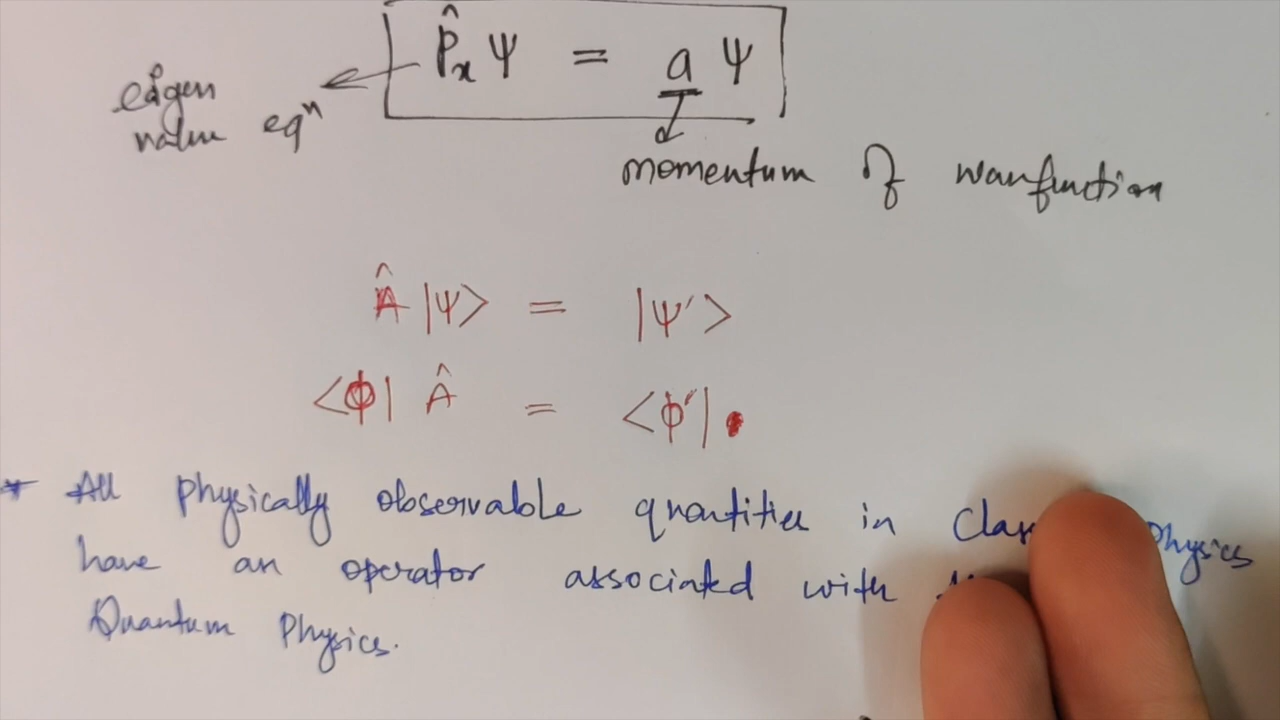 P̂ₓ Ψ = a Ψ
eigen
value eqⁿ
momentum of wavefunction
Â |Ψ> = |Ψ′>
<ϕ| Â = <ϕ′|
* All physically observable quantities in Clas physics
have an operator associated with
Quantum Physics.